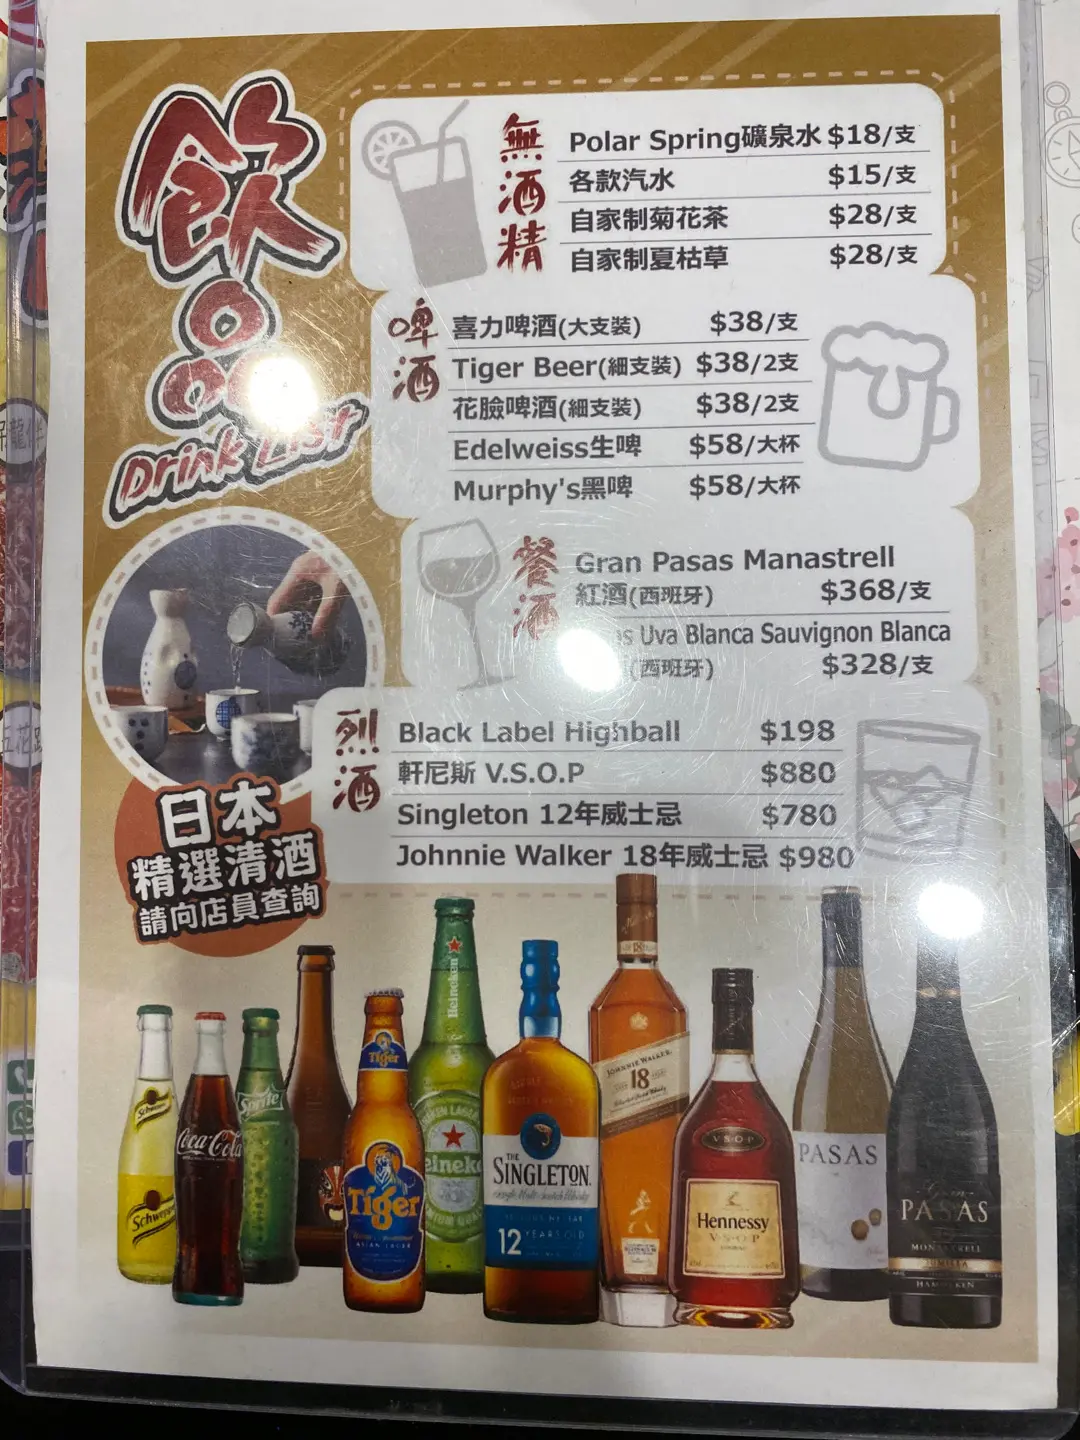 飲品
Drink List
無酒精
Polar Spring礦泉水 $18/支
各款汽水 $15/支
自家制菊花茶 $28/支
自家制夏枯草 $28/支
啤酒
喜力啤酒(大支裝) $38/支
Tiger Beer(細支裝) $38/2支
花臉啤酒(細支裝) $38/2支
Edelweiss生啤 $58/大杯
Murphy's黑啤 $58/大杯
餐酒
Gran Pasas Manastrell
紅酒(西班牙) $368/支
Uva Blanca Sauvignon Blanca
(西班牙) $328/支
烈酒
Black Label Highball $198
軒尼斯 V.S.O.P $880
Singleton 12年威士忌 $780
Johnnie Walker 18年威士忌 $980
日本
精選清酒
請向店員查詢
Schweppes
Coca-Cola
Sprite
Tiger
Tiger
Heineken
THE
SINGLETON
12 YEARS OLD
JOHNNIE WALKER
18
VSOP
Hennessy
V.S.O.P
PASAS
PASAS